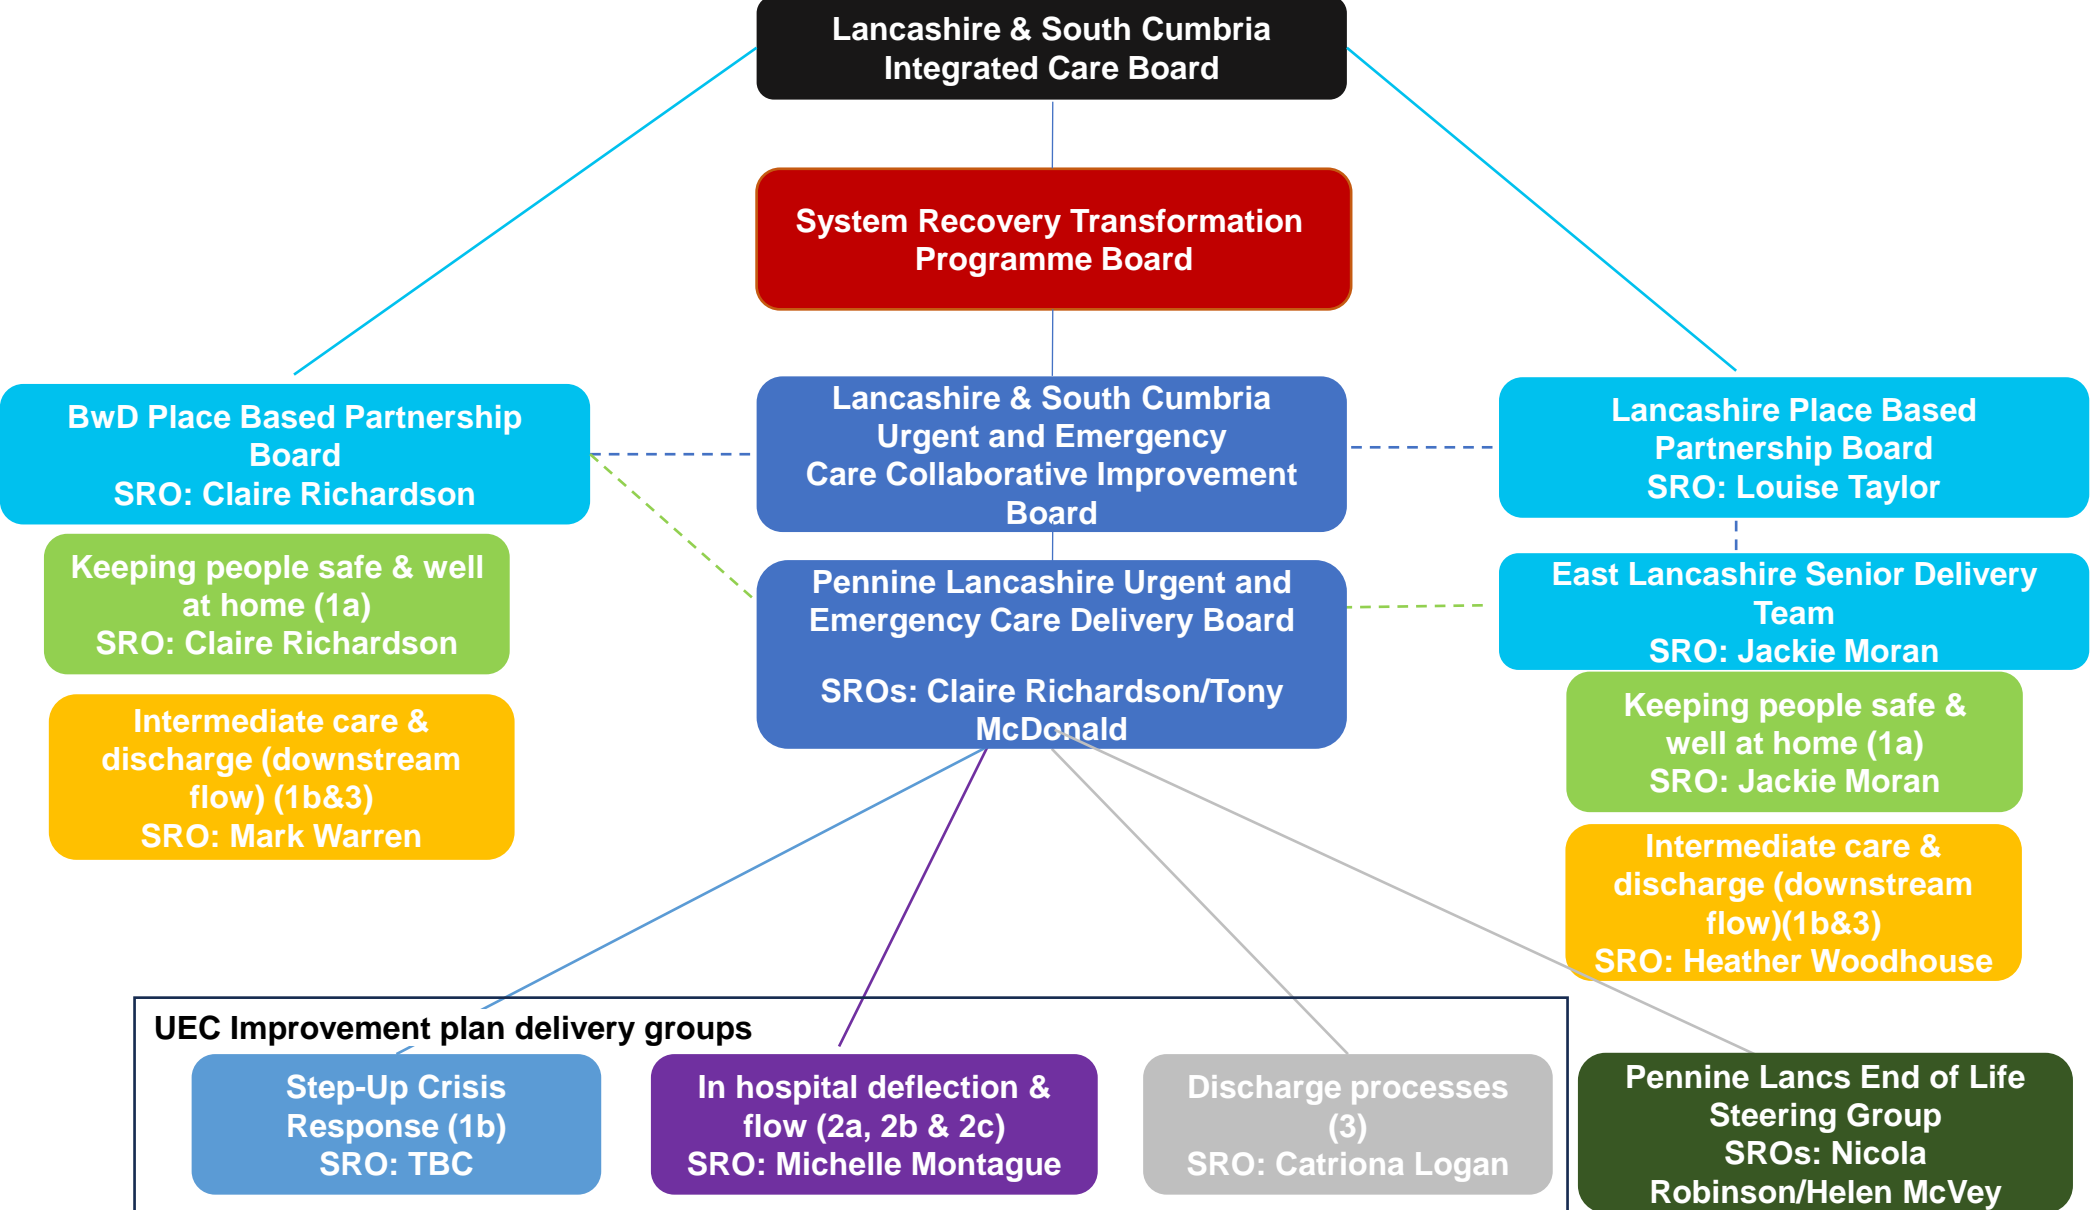 Lancashire & South Cumbria
Integrated Care Board
System Recovery Transformation
Programme Board
BwD Place Based Partnership
Board
SRO: Claire Richardson
Lancashire & South Cumbria
Urgent and Emergency
Care Collaborative Improvement
Board
Lancashire Place Based
Partnership Board
SRO: Louise Taylor
Keeping people safe & well
at home (1a)
SRO: Claire Richardson
Pennine Lancashire Urgent and
Emergency Care Delivery Board
SROs: Claire Richardson/Tony
McDonald
East Lancashire Senior Delivery
Team
SRO: Jackie Moran
Intermediate care &
discharge (downstream
flow) (1b&3)
SRO: Mark Warren
Keeping people safe &
well at home (1a)
SRO: Jackie Moran
Intermediate care &
discharge (downstream
flow)(1b&3)
SRO: Heather Woodhouse
UEC Improvement plan delivery groups
Step-Up Crisis
Response (1b)
SRO: TBC
In hospital deflection &
flow (2a, 2b & 2c)
SRO: Michelle Montague
Discharge processes
(3)
SRO: Catriona Logan
Pennine Lancs End of Life
Steering Group
SROs: Nicola
Robinson/Helen McVey